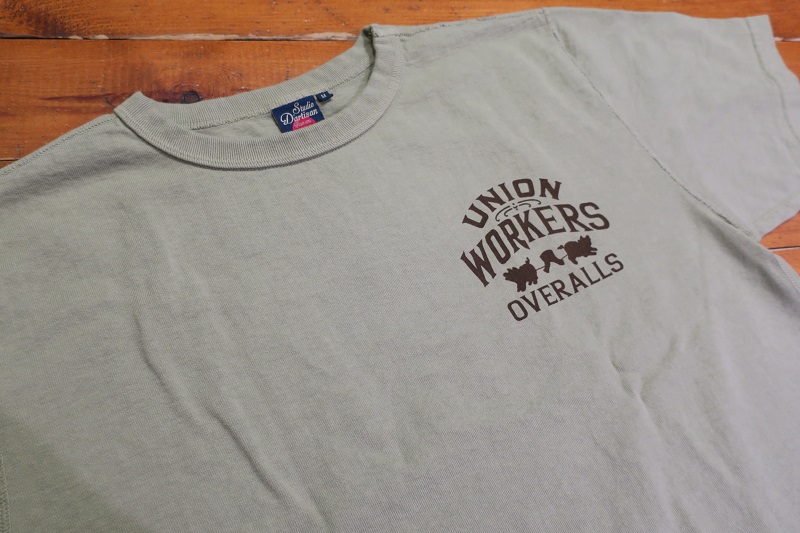 Studio
D'artisan
M
UNION
WORKERS
OVERALLS